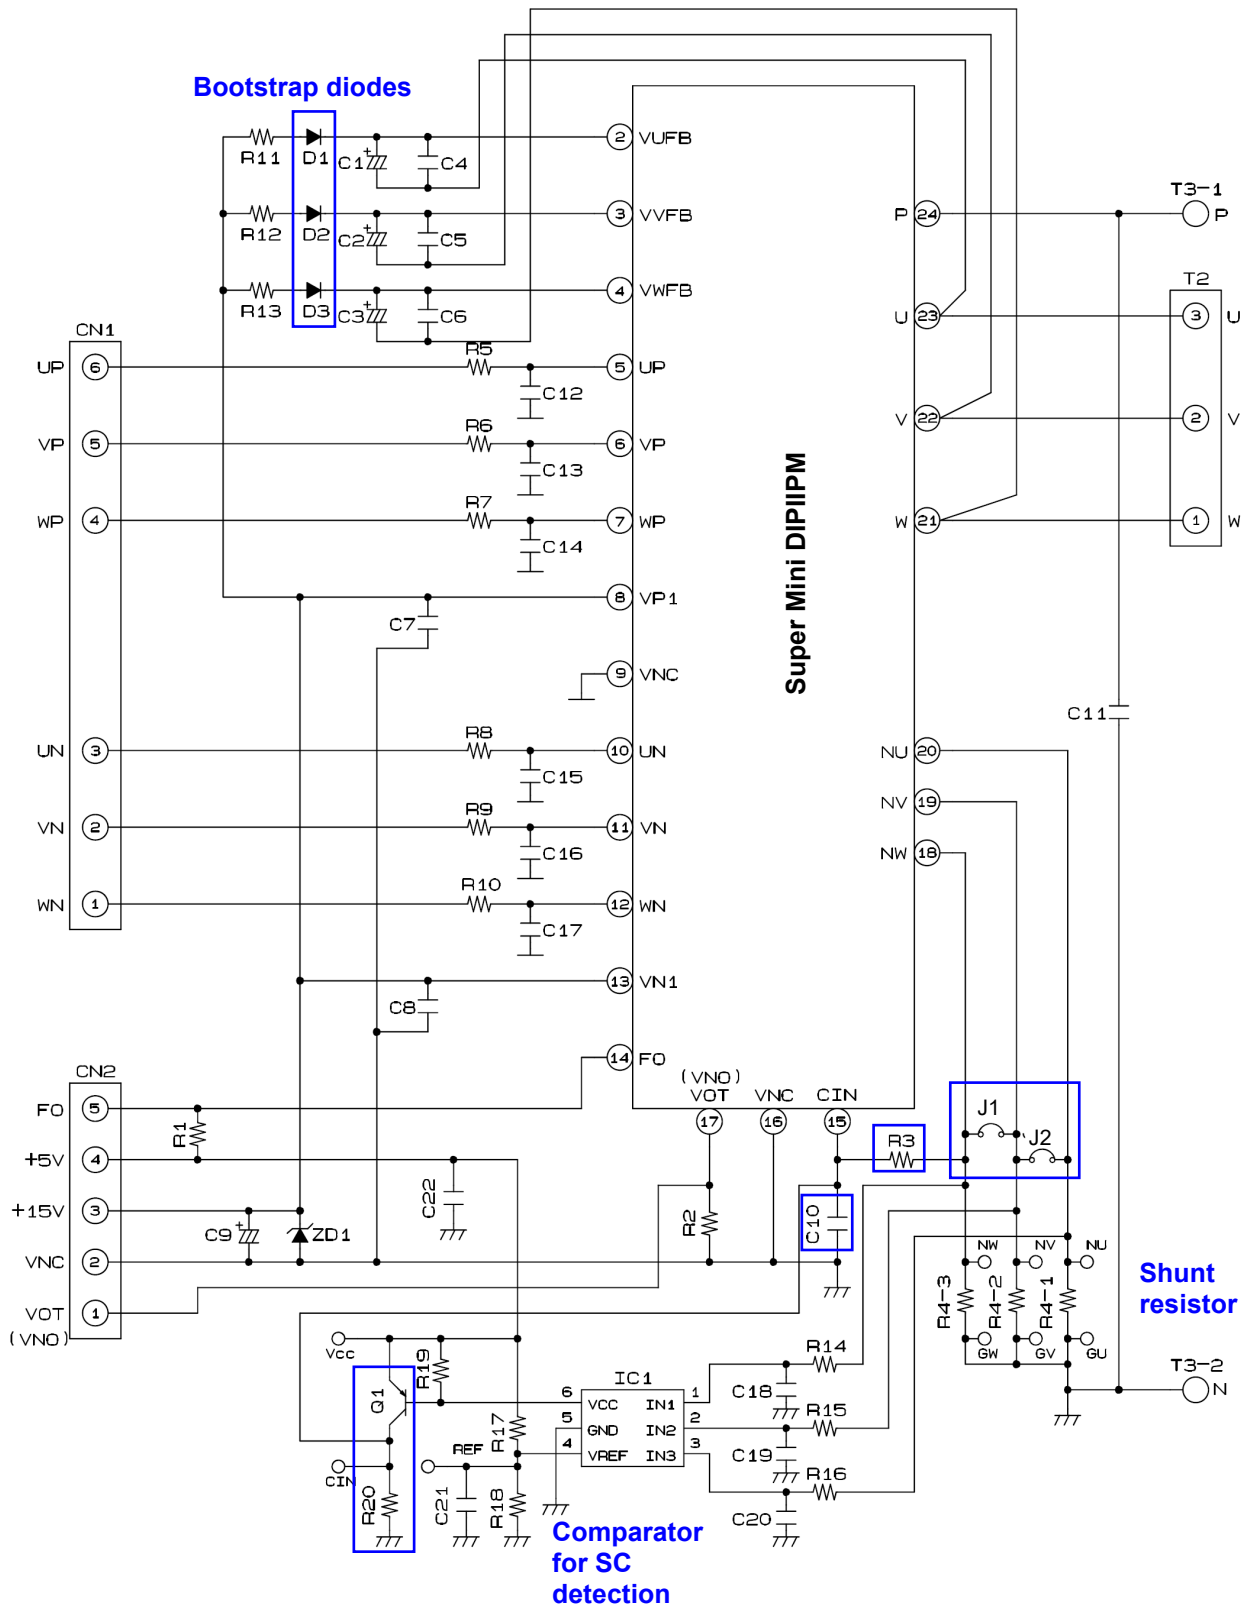 Bootstrap diodes
R11
D1
C1
+
C4
2
VUFB
R12
D2
C2
+
C5
3
VVFB
R13
D3
C3
+
C6
4
VWFB
P
24
T3-1
P
U
23
V
22
W
21
T2
3
U
2
V
1
W
CN1
UP
6
R5
5
UP
C12
VP
5
R6
6
VP
C13
WP
4
R7
7
WP
C14
8
VP1
C7
9
VNC
Super Mini DIPIIPM
C11
UN
3
R8
10
UN
C15
VN
2
R9
11
VN
C16
WN
1
R10
12
WN
C17
NU
20
NV
19
NW
18
13
VN1
C8
14
FO
(VNO)
VOT
VNC
CIN
17
16
15
CN2
FO
5
+5V
4
+15V
3
VNC
2
VOT
1
(VNO)
R1
C9
+
ZD1
C22
R2
C10
R3
J1
J2
NW
NV
NU
R4-3
R4-2
R4-1
GW
GV
GU
Shunt
resistor
T3-2
N
Vcc
Q1
R19
CIN
R20
REF
C21
R17
R18
IC1
6
VCC
IN1
1
5
GND
IN2
2
4
VREF
IN3
3
R14
C18
R15
C19
R16
C20
Comparator
for SC
detection